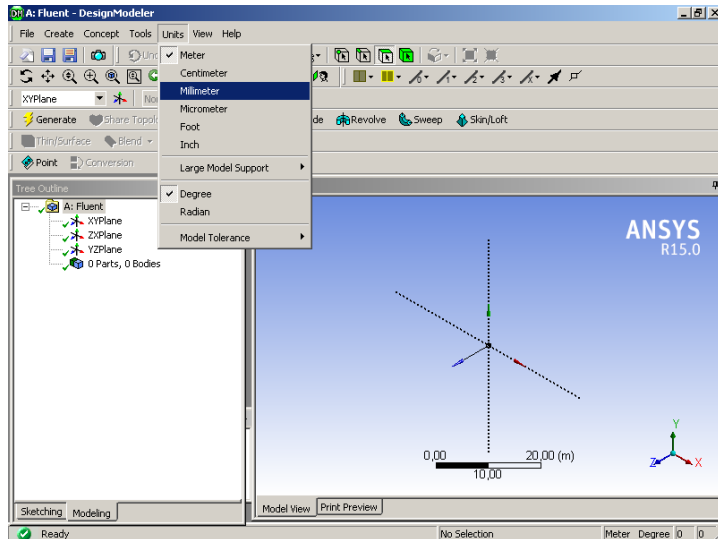 A: Fluent - DesignModeler
File Create Concept Tools Units View Help
Meter
Centimeter
Milimeter
Micrometer
Foot
Inch
Large Model Support
Degree
Radian
Model Tolerance
XYPlane
Generate Share Topol
Revolve Sweep Skin/Loft
Thin/Surface Blend
Point Conversion
Tree Outline
A: Fluent
XYPlane
ZXPlane
YZPlane
0 Parts, 0 Bodies
ANSYS
R15.0
Y
Z X
0,00 20,00 (m)
10,00
Sketching Modeling
Model View Print Preview
Ready No Selection Meter Degree 0 0